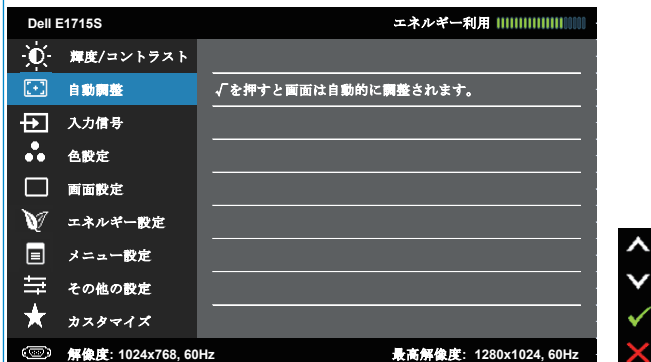 Dell E1715S エネルギー利用
輝度/コントラスト
自動調整 √を押すと画面は自動的に調整されます。
入力信号
色設定
画面設定
エネルギー設定
メニュー設定
その他の設定
カスタマイズ
解像度: 1024x768, 60Hz 最高解像度: 1280x1024, 60Hz